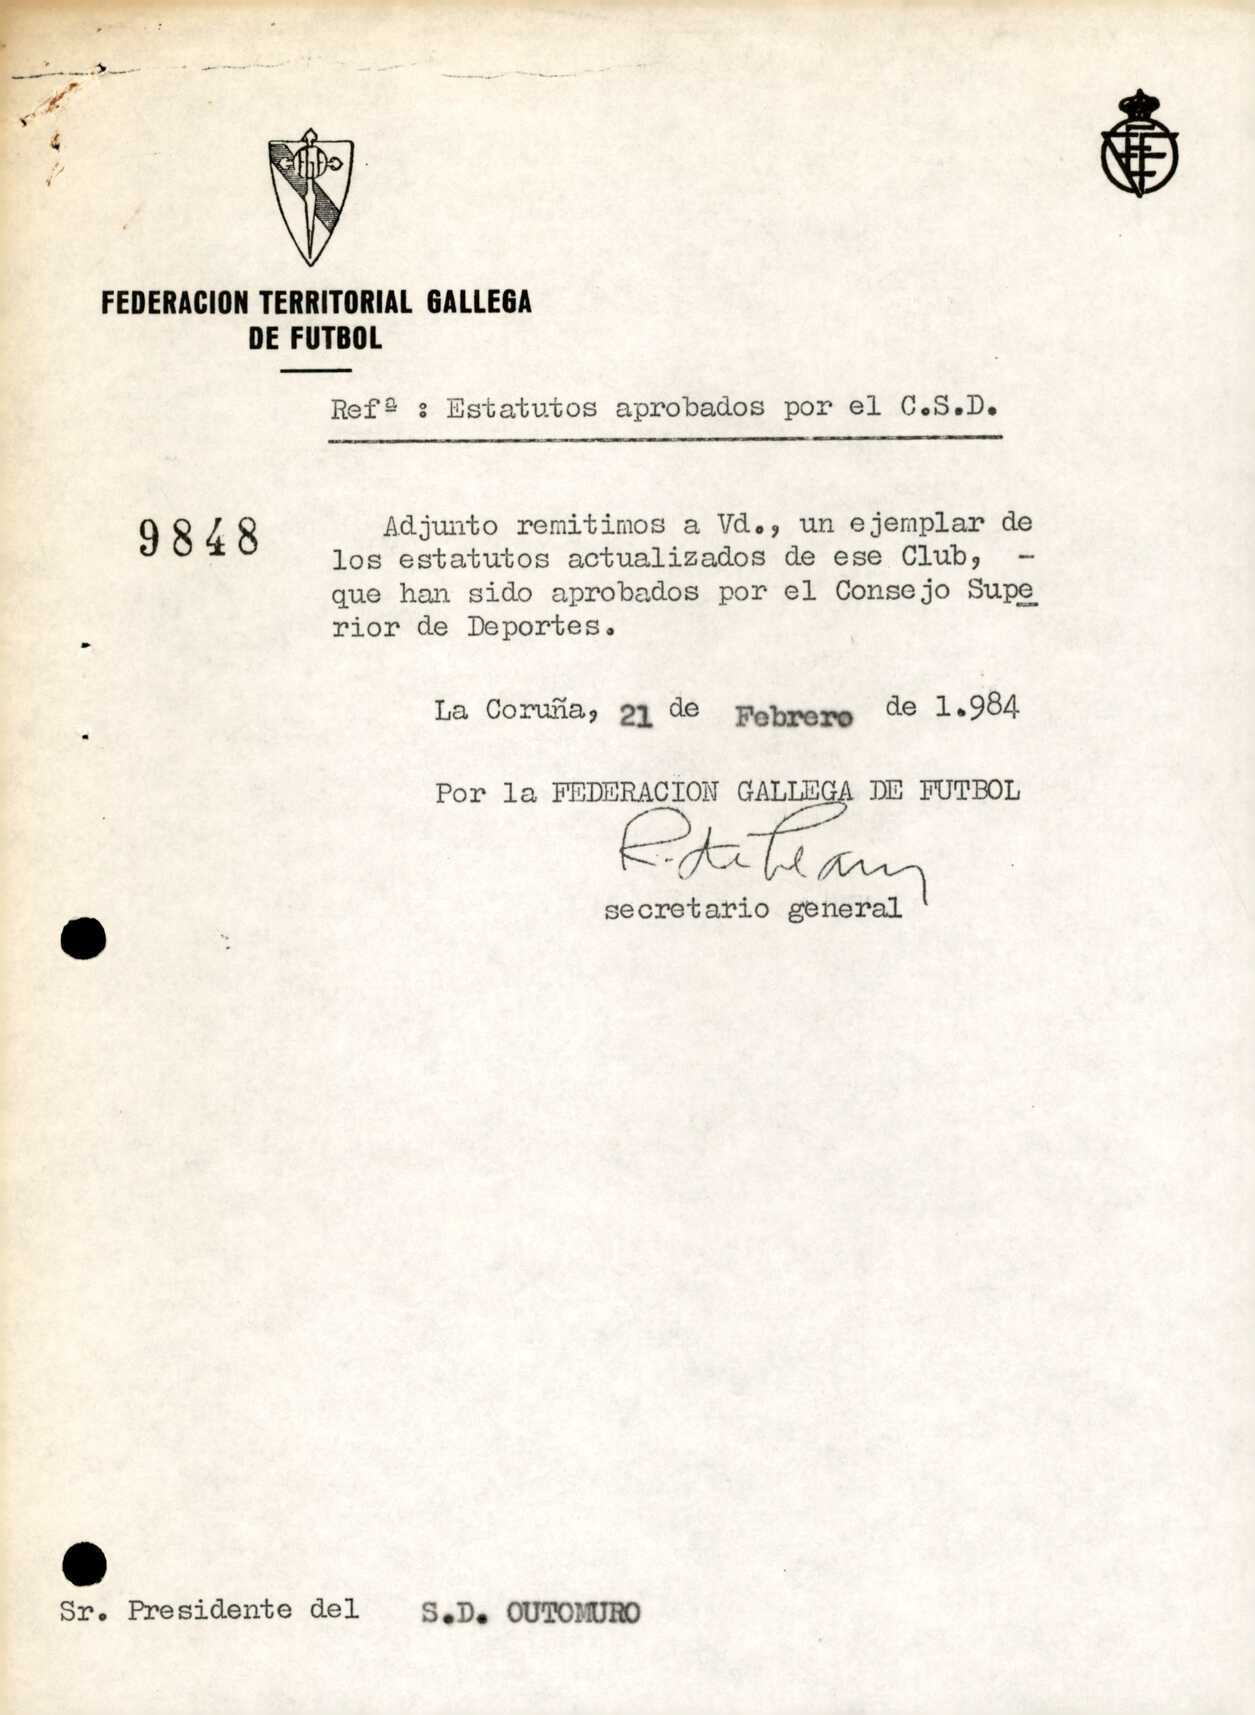 FEDERACION TERRITORIAL GALLEGA
DE FUTBOL
Refª : Estatutos aprobados por el C.S.D.
9848
Adjunto remitimos a Vd., un ejemplar de
los estatutos actualizados de ese Club, -
que han sido aprobados por el Consejo Supe
rior de Deportes.
La Coruña, 21 de Febrero de 1.984
Por la FEDERACION GALLEGA DE FUTBOL
secretario general
Sr. Presidente del S.D. OUTOMURO